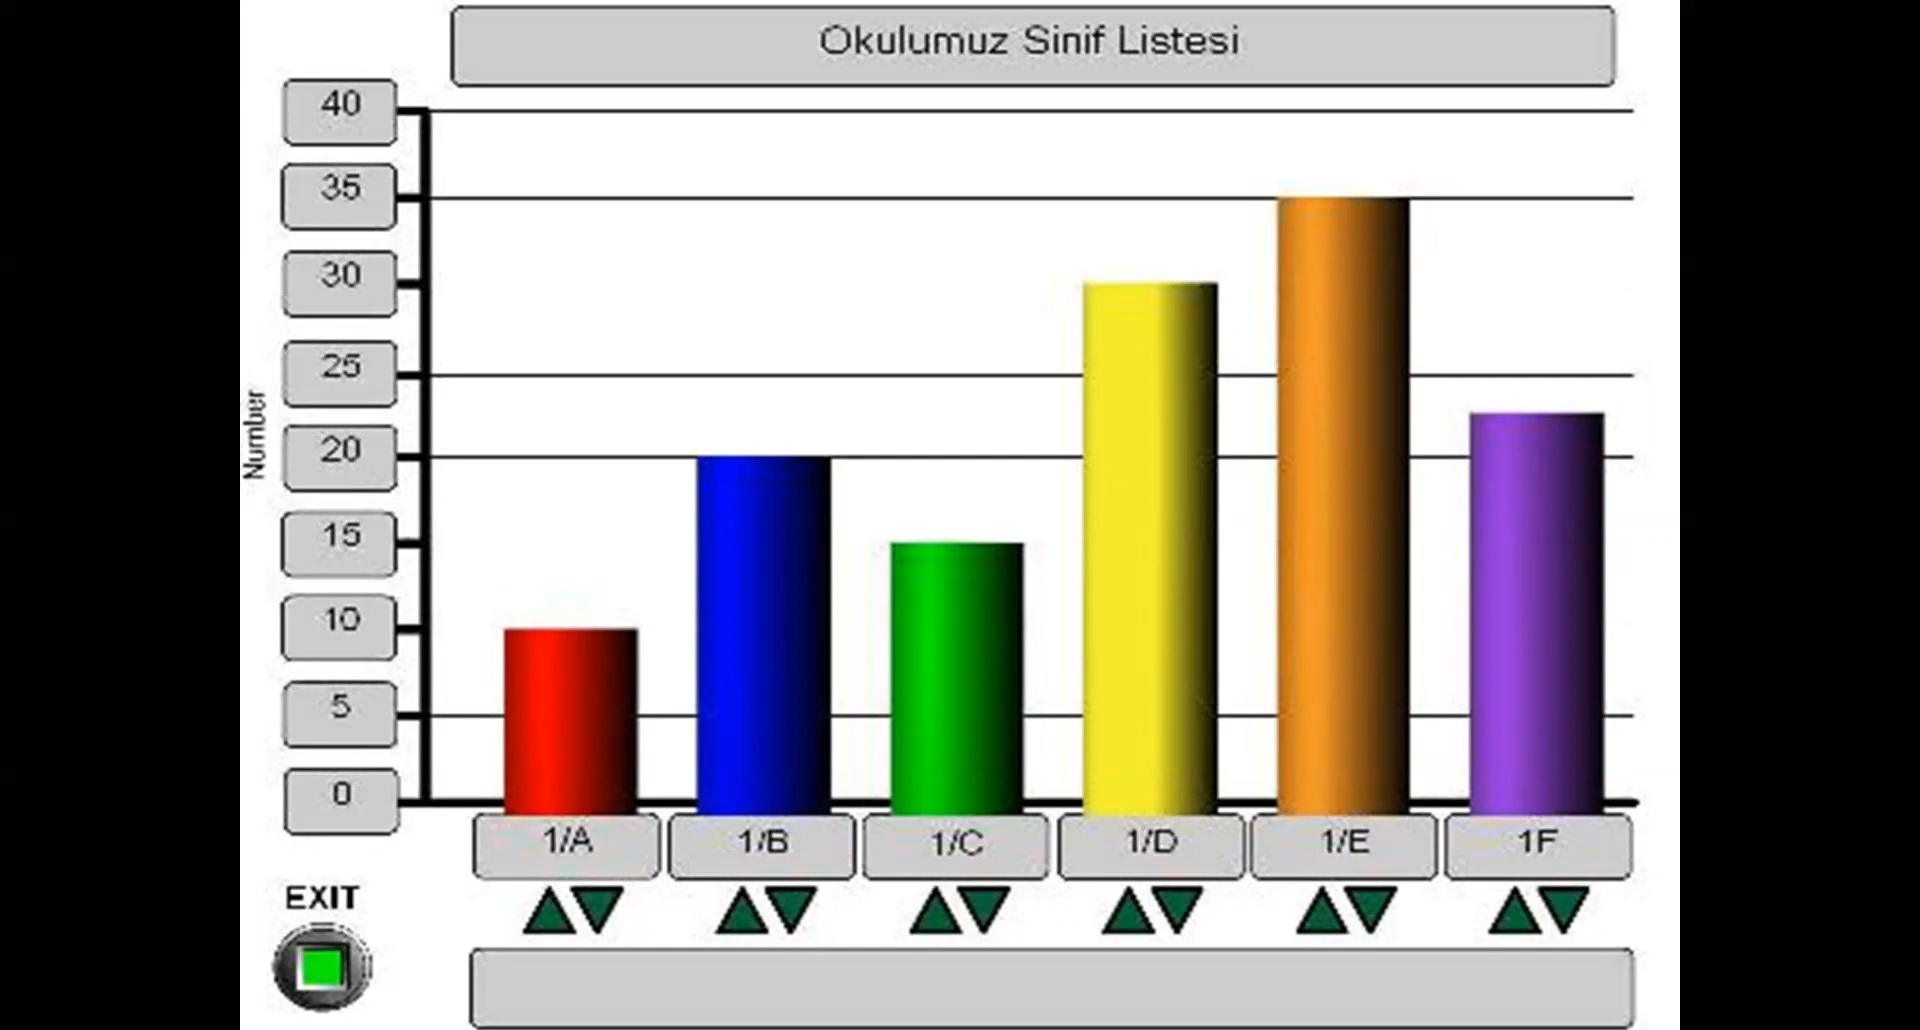 Okulumuz Sinif Listesi
40
35
30
25
20
15
10
5
0
Number
1/A
1/B
1/C
1/D
1/E
1F
EXIT